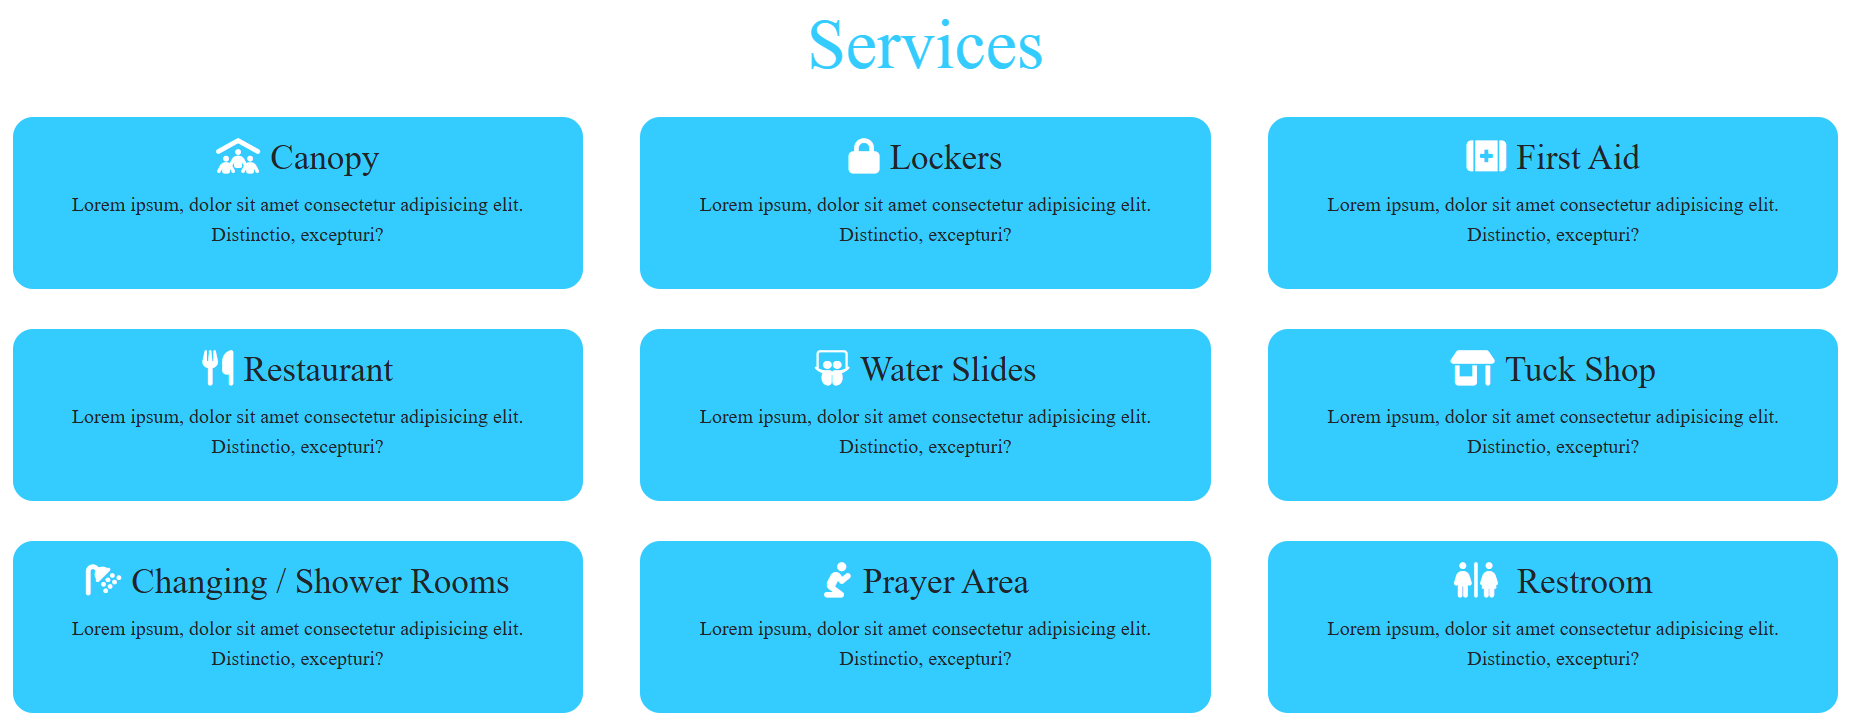 Services
Canopy
Lorem ipsum, dolor sit amet consectetur adipisicing elit.
Distinctio, excepturi?
Lockers
Lorem ipsum, dolor sit amet consectetur adipisicing elit.
Distinctio, excepturi?
First Aid
Lorem ipsum, dolor sit amet consectetur adipisicing elit.
Distinctio, excepturi?
Restaurant
Lorem ipsum, dolor sit amet consectetur adipisicing elit.
Distinctio, excepturi?
Water Slides
Lorem ipsum, dolor sit amet consectetur adipisicing elit.
Distinctio, excepturi?
Tuck Shop
Lorem ipsum, dolor sit amet consectetur adipisicing elit.
Distinctio, excepturi?
Changing / Shower Rooms
Lorem ipsum, dolor sit amet consectetur adipisicing elit.
Distinctio, excepturi?
Prayer Area
Lorem ipsum, dolor sit amet consectetur adipisicing elit.
Distinctio, excepturi?
Restroom
Lorem ipsum, dolor sit amet consectetur adipisicing elit.
Distinctio, excepturi?